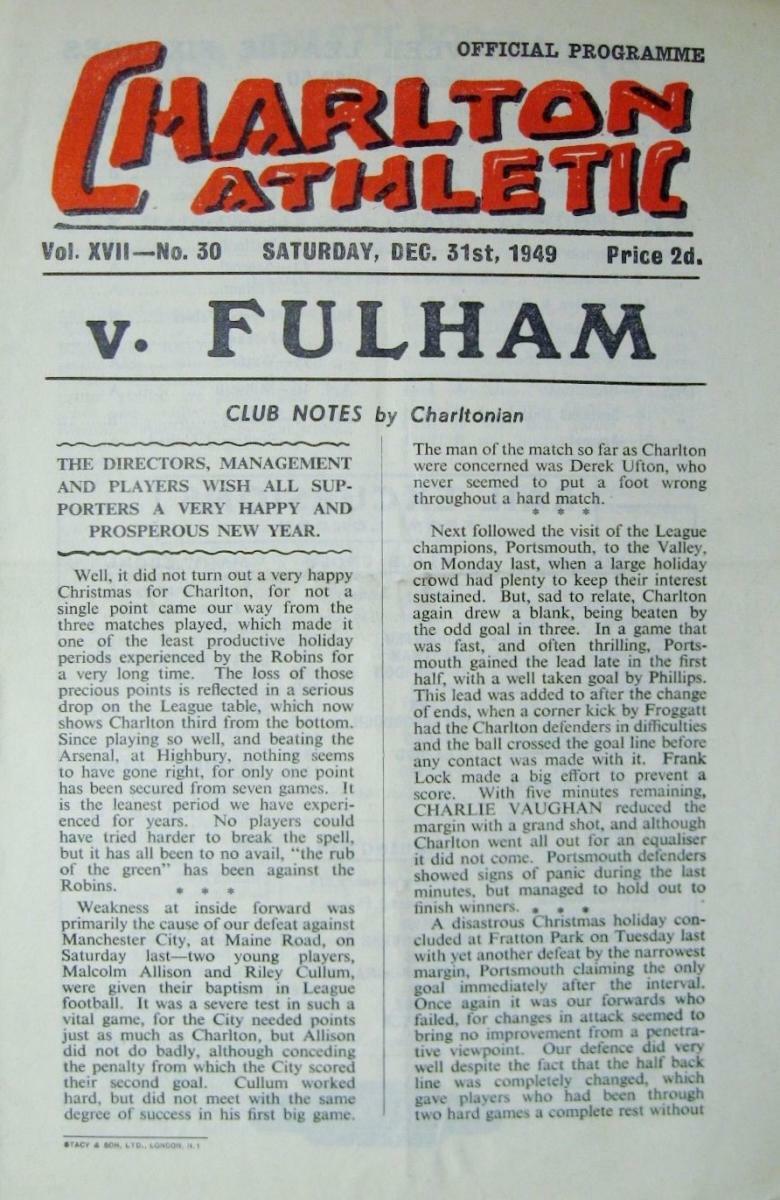 OFFICIAL PROGRAMME
CHARLTON
ATHLETIC
Vol. XVII—No. 30 SATURDAY, DEC. 31st, 1949 Price 2d.
v. FULHAM
CLUB NOTES by Charltonian
THE DIRECTORS, MANAGEMENT
AND PLAYERS WISH ALL SUP-
PORTERS A VERY HAPPY AND
PROSPEROUS NEW YEAR.
Well, it did not turn out a very happy
Christmas for Charlton, for not a
single point came our way from the
three matches played, which made it
one of the least productive holiday
periods experienced by the Robins for
a very long time. The loss of those
precious points is reflected in a serious
drop on the League table, which now
shows Charlton third from the bottom.
Since playing so well, and beating the
Arsenal, at Highbury, nothing seems
to have gone right, for only one point
has been secured from seven games. It
is the leanest period we have experi-
enced for years. No players could
have tried harder to break the spell,
but it has all been to no avail, "the rub
of the green" has been against the
Robins.
* * *
Weakness at inside forward was
primarily the cause of our defeat against
Manchester City, at Maine Road, on
Saturday last—two young players,
Malcolm Allison and Riley Cullum,
were given their baptism in League
football. It was a severe test in such a
vital game, for the City needed points
just as much as Charlton, but Allison
did not do badly, although conceding
the penalty from which the City scored
their second goal. Cullum worked
hard, but did not meet with the same
degree of success in his first big game.
The man of the match so far as Charlton
were concerned was Derek Ufton, who
never seemed to put a foot wrong
throughout a hard match.
* * *
Next followed the visit of the League
champions, Portsmouth, to the Valley,
on Monday last, when a large holiday
crowd had plenty to keep their interest
sustained. But, sad to relate, Charlton
again drew a blank, being beaten by
the odd goal in three. In a game that
was fast, and often thrilling, Ports-
mouth gained the lead late in the first
half, with a well taken goal by Phillips.
This lead was added to after the change
of ends, when a corner kick by Froggatt
had the Charlton defenders in difficulties
and the ball crossed the goal line before
any contact was made with it. Frank
Lock made a big effort to prevent a
score. With five minutes remaining,
CHARLIE VAUGHAN reduced the
margin with a grand shot, and although
Charlton went all out for an equaliser
it did not come. Portsmouth defenders
showed signs of panic during the last
minutes, but managed to hold out to
finish winners.
* * *
A disastrous Christmas holiday con-
cluded at Fratton Park on Tuesday last
with yet another defeat by the narrowest
margin, Portsmouth claiming the only
goal immediately after the interval.
Once again it was our forwards who
failed, for changes in attack seemed to
bring no improvement from a penetra-
tive viewpoint. Our defence did very
well despite the fact that the half back
line was completely changed, which
gave players who had been through
two hard games a complete rest without
STACY & SON, LTD., LONDON, N.1